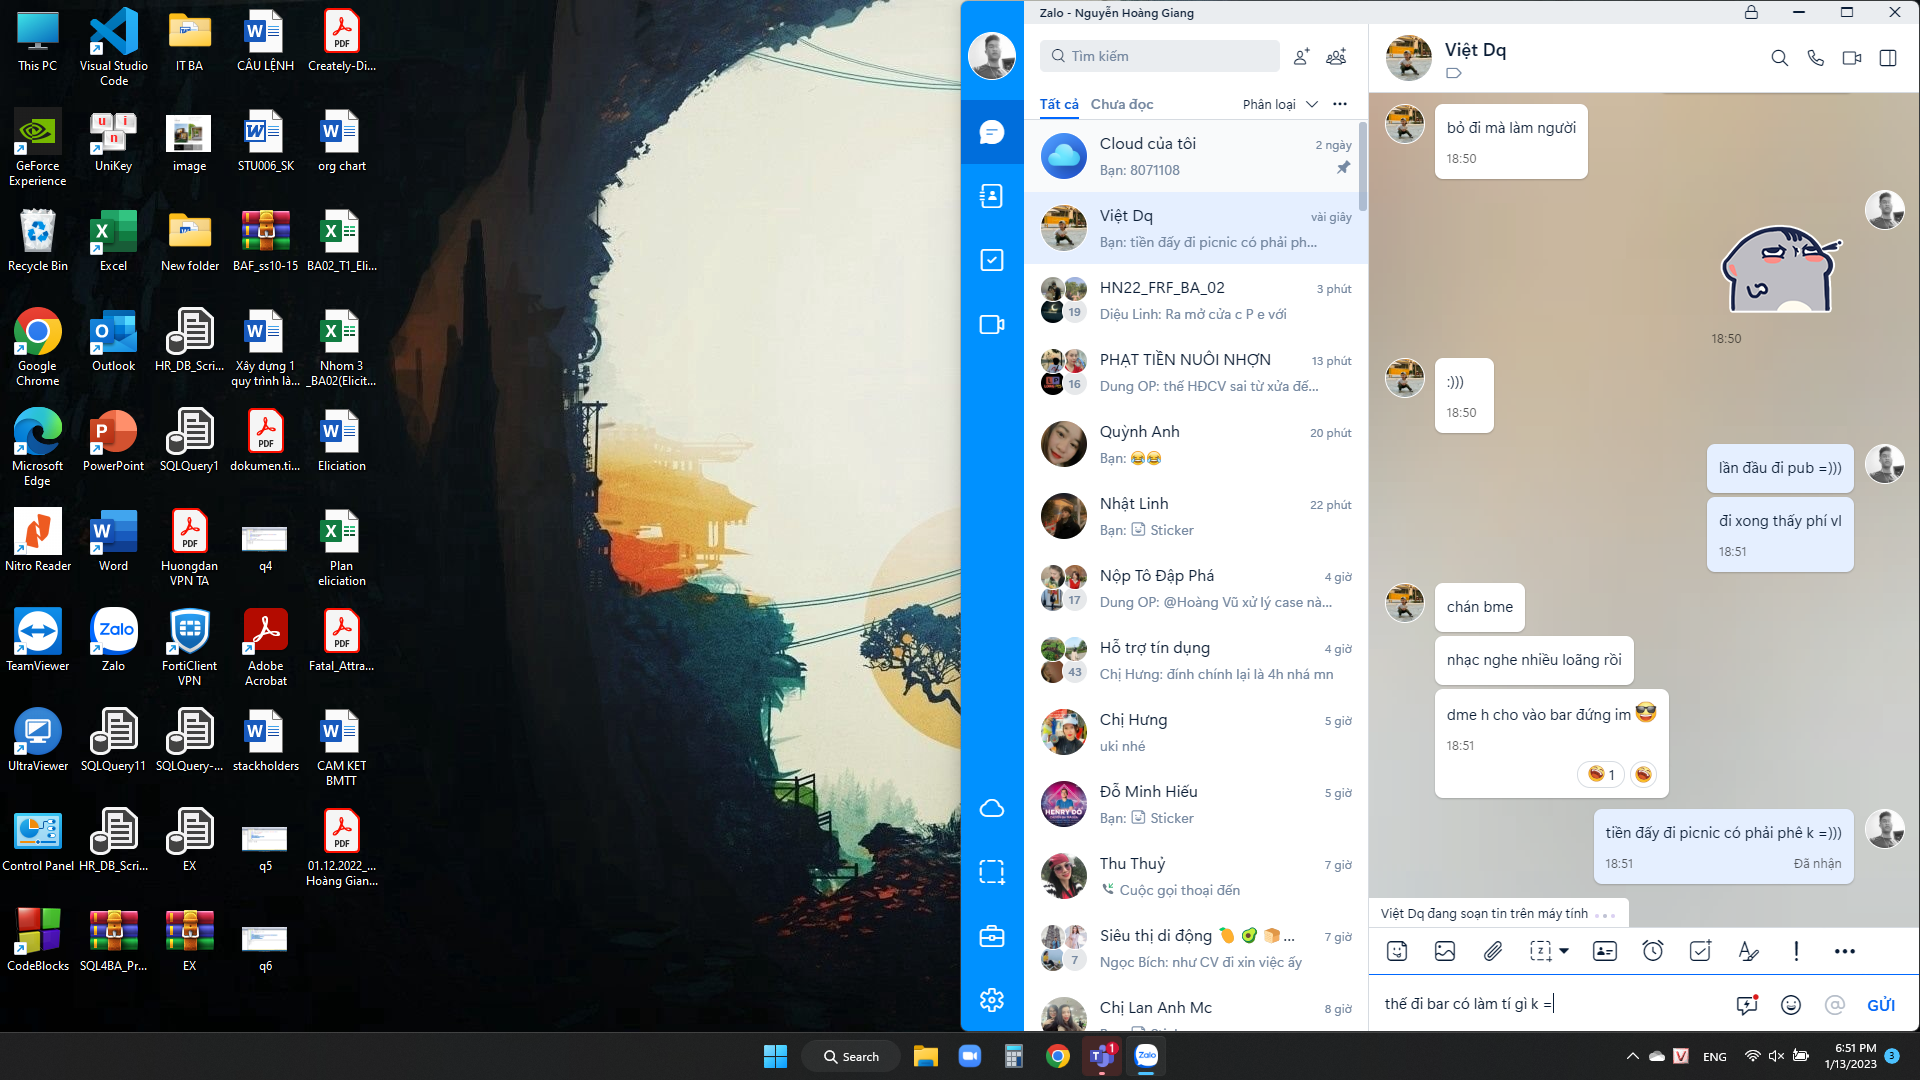 This PC
Visual Studio
Code
IT BA
CÂU LỆNH
Creately-Di...
GeForce
Experience
UniKey
image
STU006_SK
org chart
Recycle Bin
Excel
New folder
BAF_ss10-15
BA02_T1_Eli...
Google
Chrome
Outlook
HR_DB_Scri...
Xây dựng 1
quy trình là...
Nhom 3
_BA02(Elicit...
Microsoft
Edge
PowerPoint
SQLQuery1
dokumen.ti...
Eliciation
Nitro Reader
Word
Huongdan
VPN TA
q4
Plan
eliciation
TeamViewer
Zalo
FortiClient
VPN
Adobe
Acrobat
Fatal_Attra...
UltraViewer
SQLQuery11
SQLQuery-...
stackholders
CAM KET
BMTT
Control Panel
HR_DB_Scri...
EX
q5
01.12.2022_...
Hoàng Gian...
CodeBlocks
SQL4BA_Pr...
EX
q6
Zalo - Nguyễn Hoàng Giang
Tìm kiếm
Tất cả
Chưa đọc
Phân loại
Cloud của tôi
2 ngày
Bạn: 8071108
Việt Dq
vài giây
Bạn: tiền đấy đi picnic có phải ph...
HN22_FRF_BA_02
3 phút
19
Diệu Linh: Ra mở cửa c P e với
PHẠT TIỀN NUÔI NHỢN
13 phút
16
Dung OP: thế HĐCV sai từ xửa đế...
Quỳnh Anh
20 phút
Bạn: 😂😂
Nhật Linh
22 phút
Bạn: Sticker
Nộp Tô Đập Phá
4 giờ
17
Dung OP: @Hoàng Vũ xử lý case nà...
Hỗ trợ tín dụng
4 giờ
43
Chị Hưng: đính chính lại là 4h nhá mn
Chị Hưng
5 giờ
uki nhé
Đỗ Minh Hiếu
5 giờ
Bạn: Sticker
Thu Thuỷ
7 giờ
Cuộc gọi thoại đến
Siêu thị di động 🥭 🥑 🍞...
7 giờ
7
Ngọc Bích: như CV đi xin việc ấy
Chị Lan Anh Mc
8 giờ
Việt Dq
bỏ đi mà làm người
18:50
18:50
:)))
18:50
lần đầu đi pub =)))
đi xong thấy phí vl
18:51
chán bme
nhạc nghe nhiều loãng rồi
dme h cho vào bar đứng im 😎
18:51
1
tiền đấy đi picnic có phải phê k =)))
18:51
Đã nhận
Việt Dq đang soạn tin trên máy tính
thế đi bar có làm tí gì k =
GỬI
Search
1
Zalo
ENG
6:51 PM
1/13/2023
3